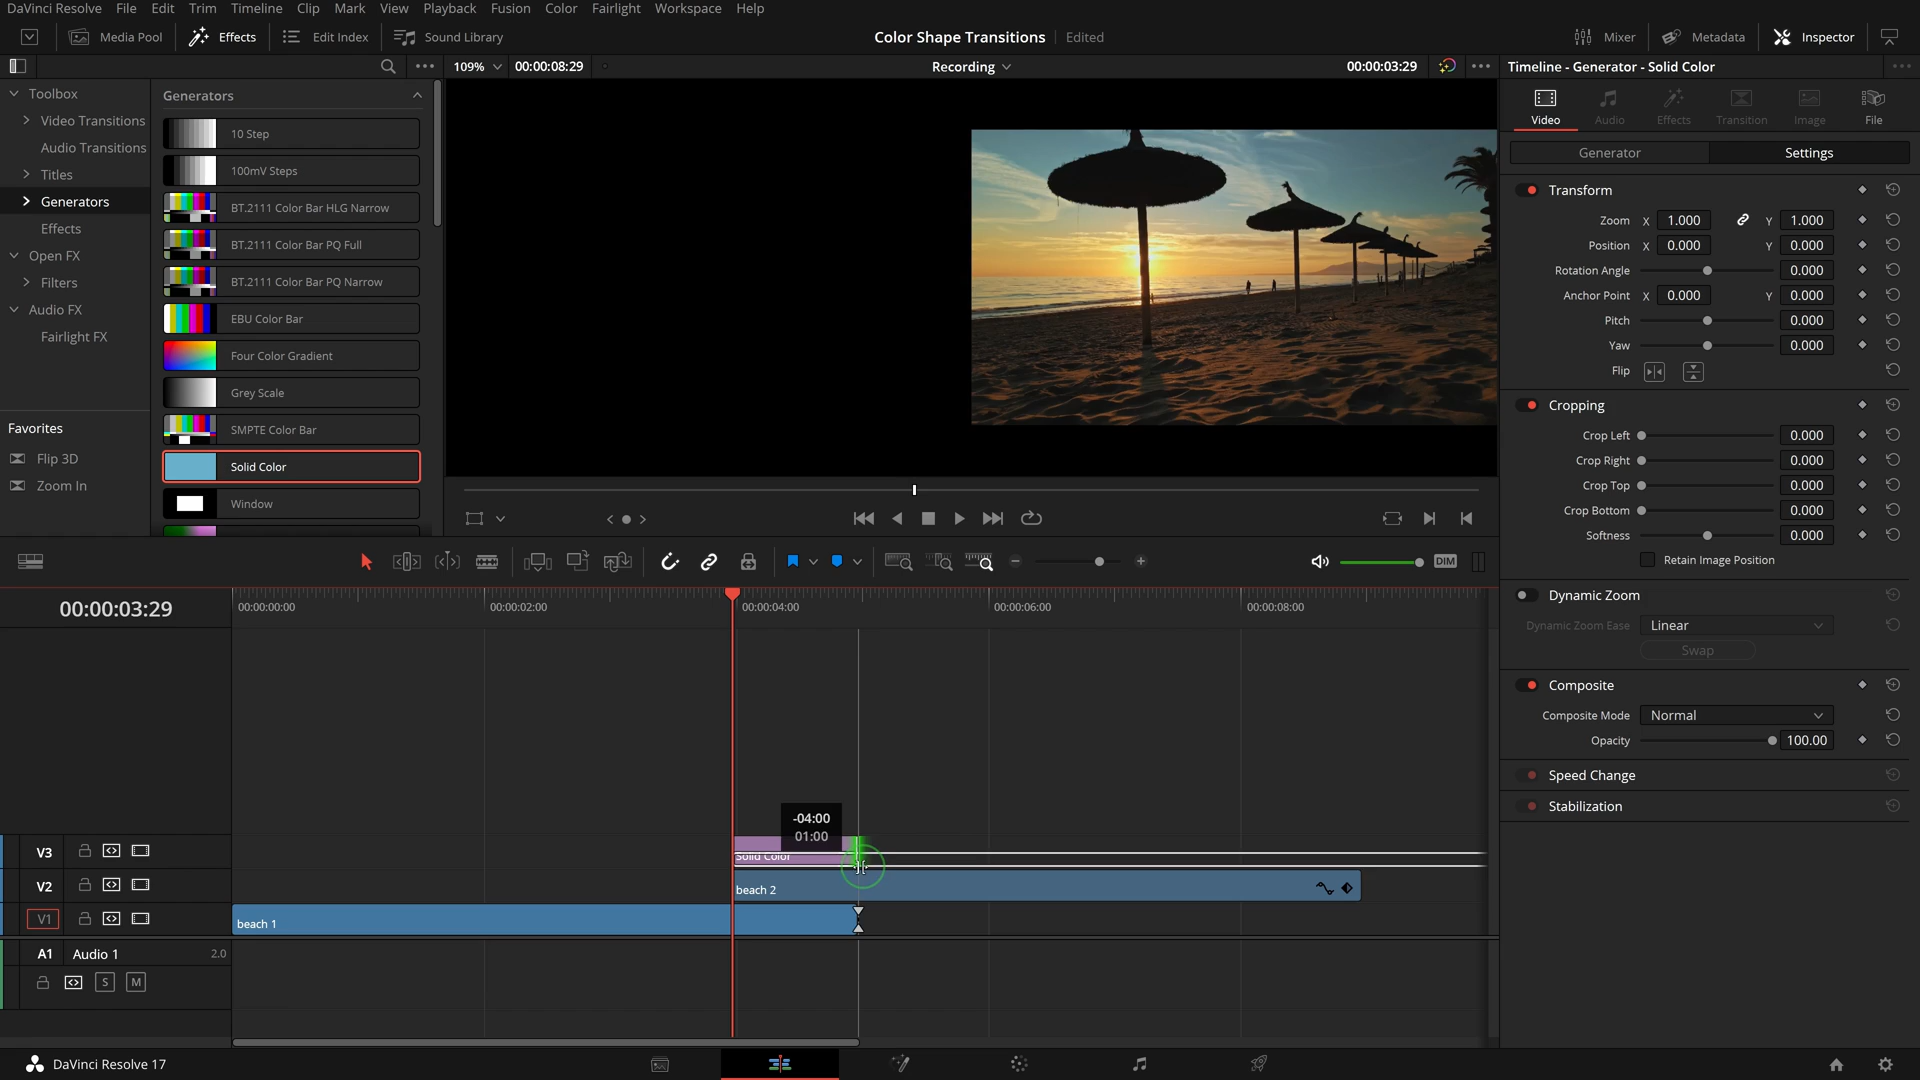 DaVinci Resolve File Edit Trim Timeline Clip Mark View Playback Fusion Color Fairlight Workspace Help
Media Pool Effects Edit Index Sound Library Color Shape Transitions Edited Mixer Metadata Inspector
109% 00:00:08:29 Recording 00:00:03:29 Timeline - Generator - Solid Color
Toolbox
Video Transitions
Audio Transitions
Titles
Generators
Effects
Open FX
Filters
Audio FX
Fairlight FX
Favorites
Flip 3D
Zoom In
Generators
10 Step
100mV Steps
BT.2111 Color Bar HLG Narrow
BT.2111 Color Bar PQ Full
BT.2111 Color Bar PQ Narrow
EBU Color Bar
Four Color Gradient
Grey Scale
SMPTE Color Bar
Solid Color
Window
Video Audio Effects Transition Image File
Generator Settings
Transform
Zoom X 1.000 Y 1.000
Position X 0.000 Y 0.000
Rotation Angle 0.000
Anchor Point X 0.000 Y 0.000
Pitch 0.000
Yaw 0.000
Flip
Cropping
Crop Left 0.000
Crop Right 0.000
Crop Top 0.000
Crop Bottom 0.000
Softness 0.000
Retain Image Position
Dynamic Zoom
Dynamic Zoom Ease Linear
Swap
Composite
Composite Mode Normal
Opacity 100.00
Speed Change
Stabilization
DIM
00:00:03:29 00:00:00:00 00:00:02:00 00:00:04:00 00:00:06:00 00:00:08:00
-04:00
01:00
V3 Solid Color
V2 beach 2
V1 beach 1
A1 Audio 1 2.0
S M
DaVinci Resolve 17